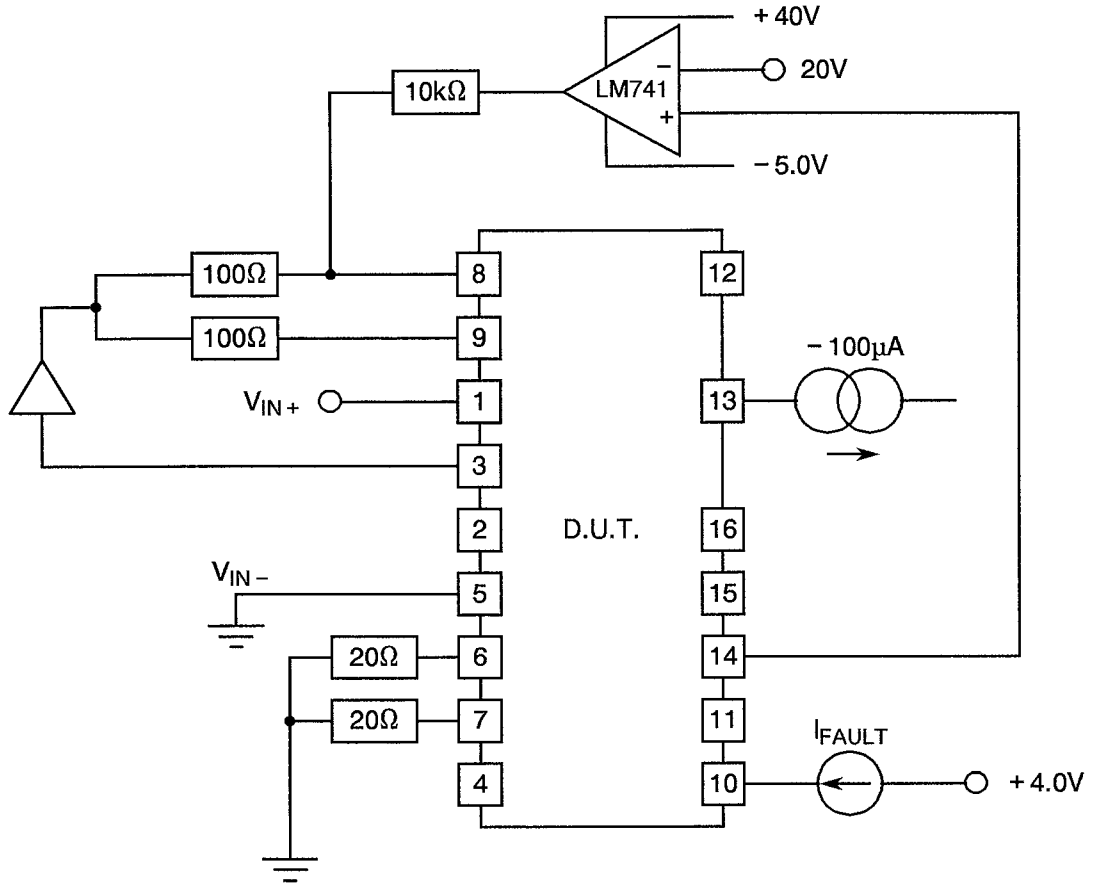 +40V
20V
10kΩ
LM741
−
+
−5.0V
100Ω
8
12
100Ω
9
−100µA
VIN+
1
13
3
2
D.U.T.
16
VIN−
5
15
20Ω
6
14
20Ω
7
11
IFAULT
4
10
+4.0V